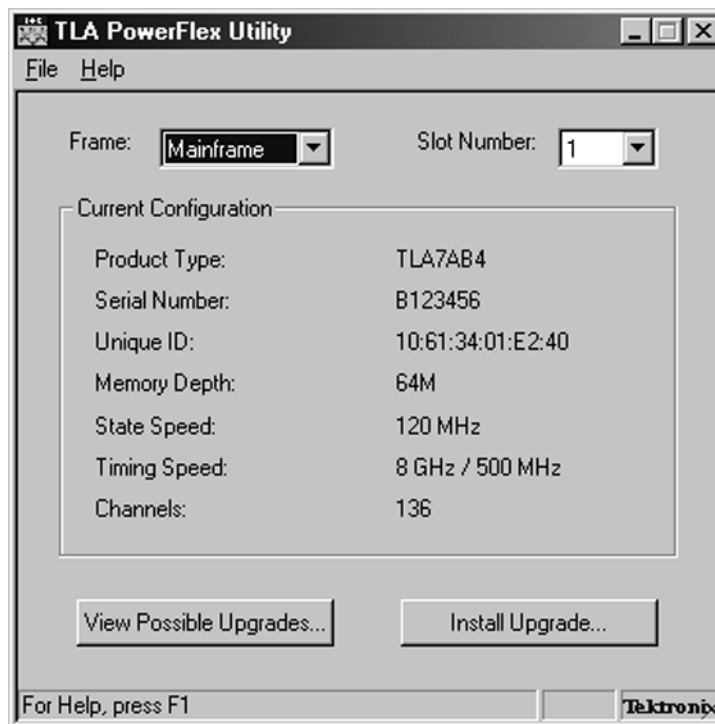 TLA PowerFlex Utility
File Help
Frame: Mainframe Slot Number: 1
Current Configuration
Product Type: TLA7AB4
Serial Number: B123456
Unique ID: 10:61:34:01:E2:40
Memory Depth: 64M
State Speed: 120 MHz
Timing Speed: 8 GHz / 500 MHz
Channels: 136
View Possible Upgrades... Install Upgrade...
For Help, press F1 Tektronix